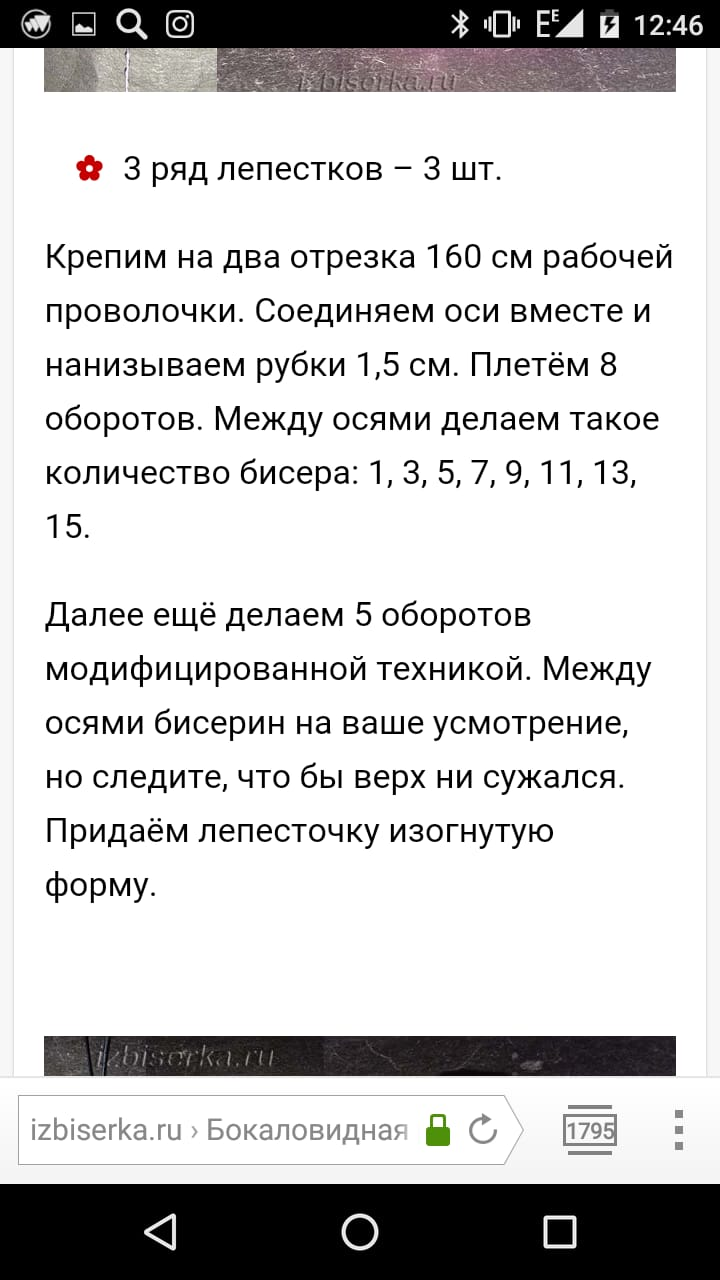 12:46
izbiserka.ru
3 ряд лепестков – 3 шт.
Крепим на два отрезка 160 см рабочей
проволочки. Соединяем оси вместе и
нанизываем рубки 1,5 см. Плетём 8
оборотов. Между осями делаем такое
количество бисера: 1, 3, 5, 7, 9, 11, 13,
15.
Далее ещё делаем 5 оборотов
модифицированной техникой. Между
осями бисерин на ваше усмотрение,
но следите, что бы верх ни сужался.
Придаём лепесточку изогнутую
форму.
izbiserka.ru
izbiserka.ru › Бокаловидная
1795